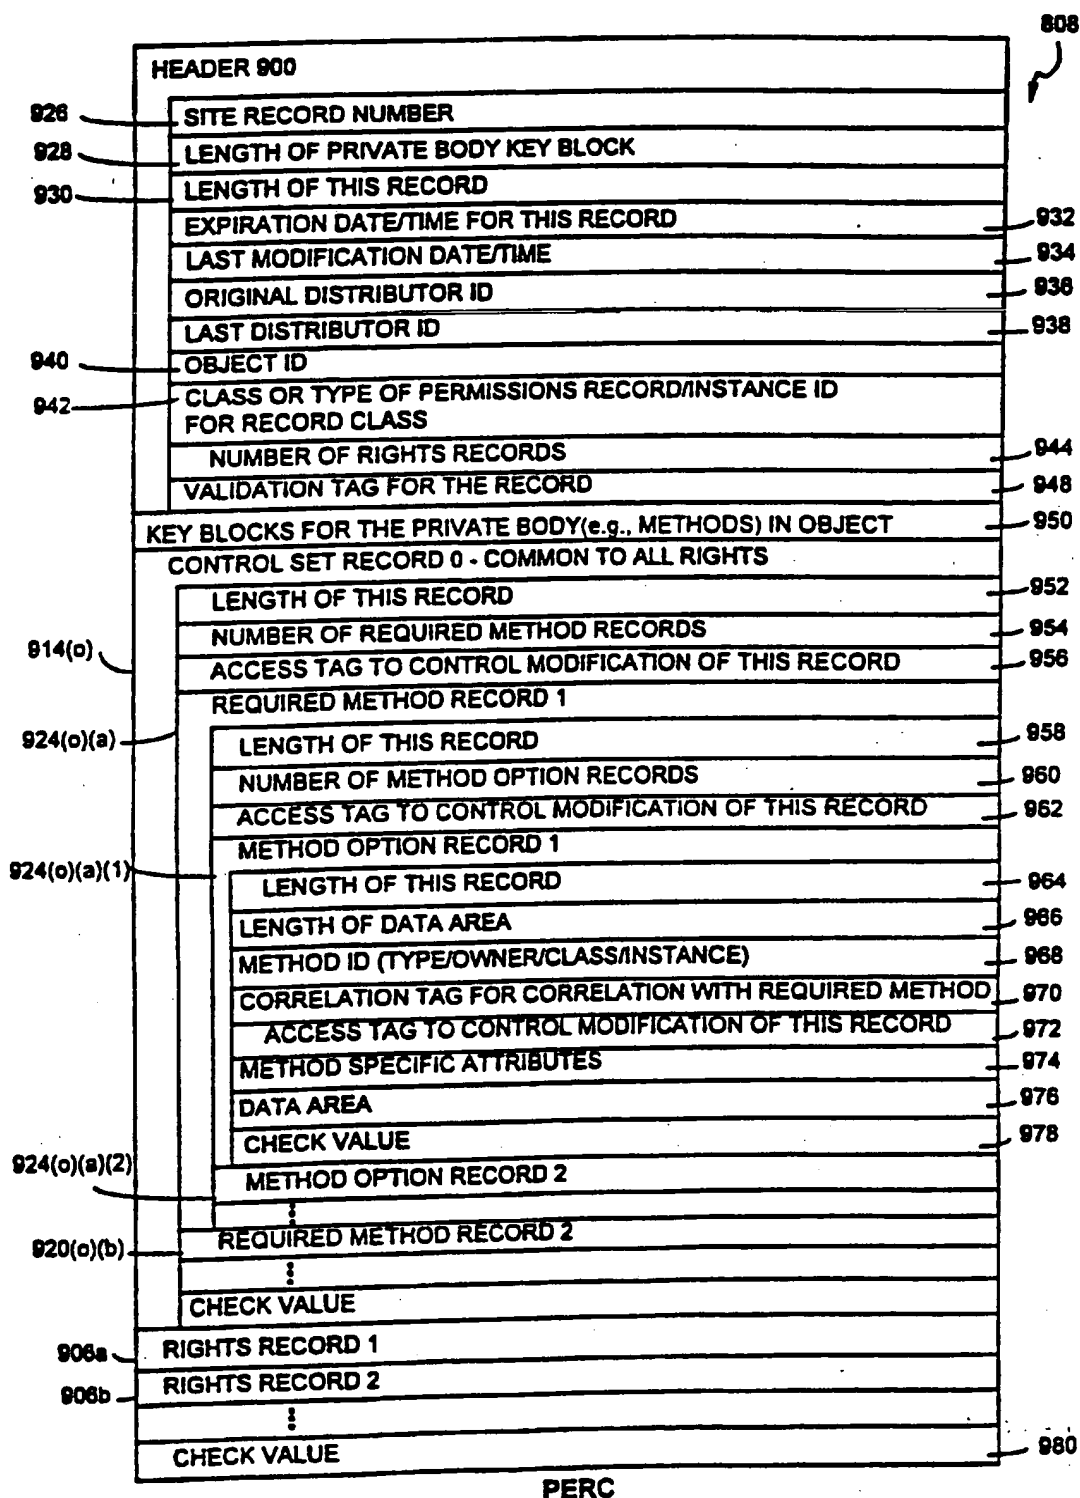 808
HEADER 900
926 SITE RECORD NUMBER
928 LENGTH OF PRIVATE BODY KEY BLOCK
930 LENGTH OF THIS RECORD
EXPIRATION DATE/TIME FOR THIS RECORD 932
LAST MODIFICATION DATE/TIME 934
ORIGINAL DISTRIBUTOR ID 936
LAST DISTRIBUTOR ID 938
940 OBJECT ID
942 CLASS OR TYPE OF PERMISSIONS RECORD/INSTANCE ID
FOR RECORD CLASS
NUMBER OF RIGHTS RECORDS 944
VALIDATION TAG FOR THE RECORD 948
KEY BLOCKS FOR THE PRIVATE BODY(e.g., METHODS) IN OBJECT 950
CONTROL SET RECORD 0 - COMMON TO ALL RIGHTS
LENGTH OF THIS RECORD 952
NUMBER OF REQUIRED METHOD RECORDS 954
914(o) ACCESS TAG TO CONTROL MODIFICATION OF THIS RECORD 956
REQUIRED METHOD RECORD 1
924(o)(a) LENGTH OF THIS RECORD 958
NUMBER OF METHOD OPTION RECORDS 960
ACCESS TAG TO CONTROL MODIFICATION OF THIS RECORD 962
METHOD OPTION RECORD 1
924(o)(a)(1) LENGTH OF THIS RECORD 964
LENGTH OF DATA AREA 966
METHOD ID (TYPE/OWNER/CLASS/INSTANCE) 968
CORRELATION TAG FOR CORRELATION WITH REQUIRED METHOD 970
ACCESS TAG TO CONTROL MODIFICATION OF THIS RECORD 972
METHOD SPECIFIC ATTRIBUTES 974
DATA AREA 976
CHECK VALUE 978
924(o)(a)(2) METHOD OPTION RECORD 2
920(o)(b) REQUIRED METHOD RECORD 2
CHECK VALUE
906a RIGHTS RECORD 1
906b RIGHTS RECORD 2
CHECK VALUE 980
PERC